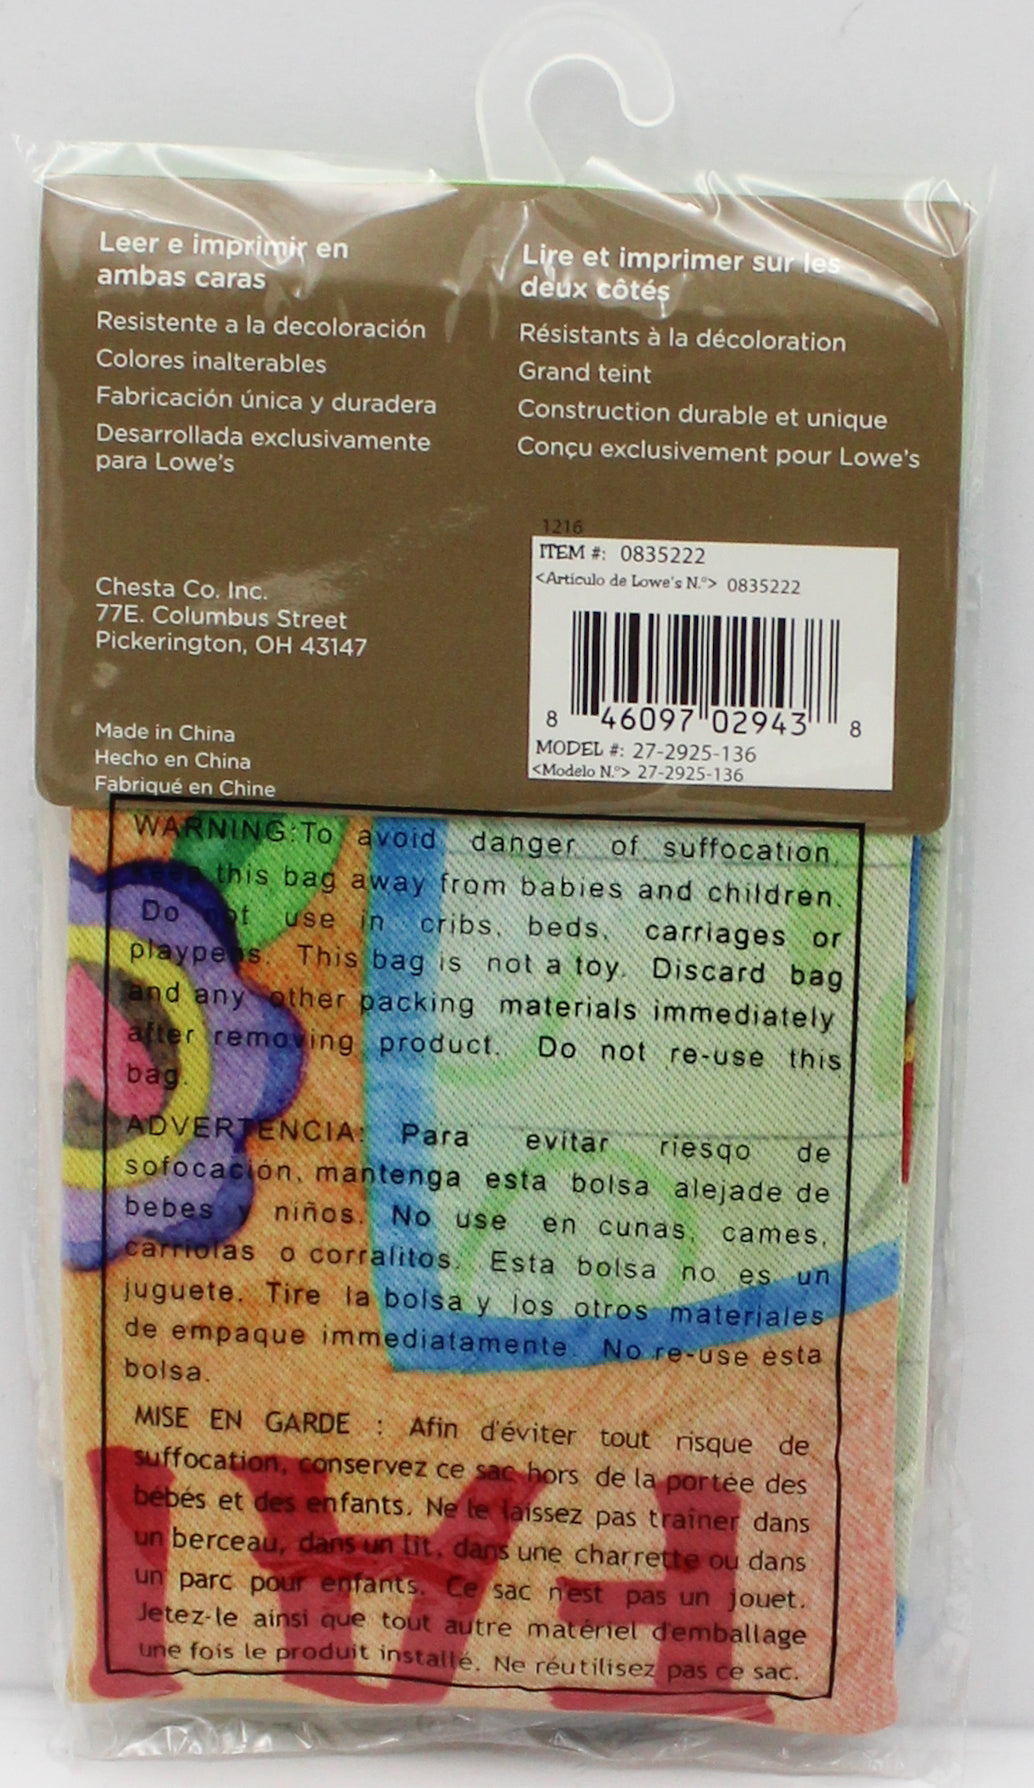 Leer e imprimir en
ambas caras
Resistente a la decoloración
Colores inalterables
Fabricación única y duradera
Desarrollada exclusivamente
para Lowe's
Lire et imprimer sur les
deux côtés
Résistants à la décoloration
Grand teint
Construction durable et unique
Conçu exclusivement pour Lowe's
1216
ITEM #: 0835222
<Artículo de Lowe's N.º> 0835222
8 46097 02943 8
MODEL #: 27-2925-136
<Modelo N.º> 27-2925-136
Chesta Co. Inc.
77E. Columbus Street
Pickerington, OH 43147
Made in China
Hecho en China
Fabriqué en Chine
WARNING:To avoid danger of suffocation,
keep this bag away from babies and children.
Do not use in cribs, beds, carriages or
playpens. This bag is not a toy. Discard bag
and any other packing materials immediately
after removing product. Do not re-use this
bag.
ADVERTENCIA: Para evitar riesgo de
sofocación, mantenga esta bolsa alejade de
bebes y niños. No use en cunas, cames,
carriolas o corralitos. Esta bolsa no es un
juguete. Tire la bolsa y los otros materiales
de empaque immediatamente. No re-use esta
bolsa.
MISE EN GARDE : Afin d'éviter tout risque de
suffocation, conservez ce sac hors de la portée des
bébés et des enfants. Ne le laissez pas traîner dans
un berceau, dans un lit, dans une charrette ou dans
un parc pour enfants. Ce sac n'est pas un jouet.
Jetez-le ainsi que tout autre matériel d'emballage
une fois le produit installé. Ne réutilisez pas ce sac.